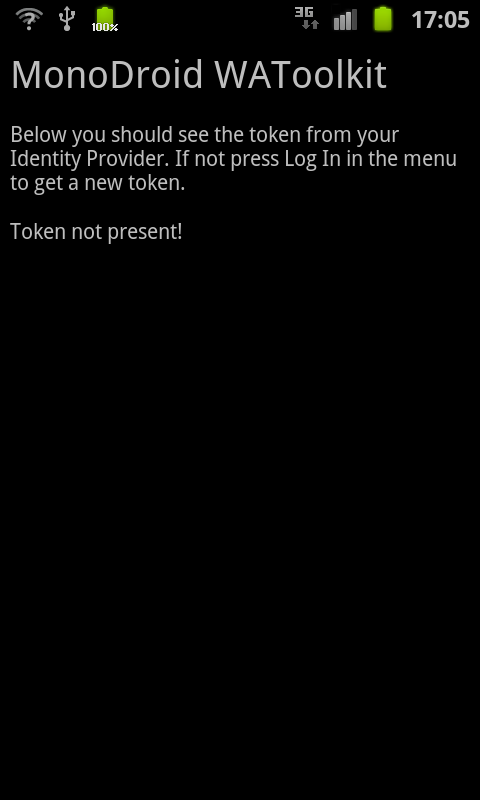 100% 3G 17:05
MonoDroid WAToolkit
Below you should see the token from your
Identity Provider. If not press Log In in the menu
to get a new token.
Token not present!